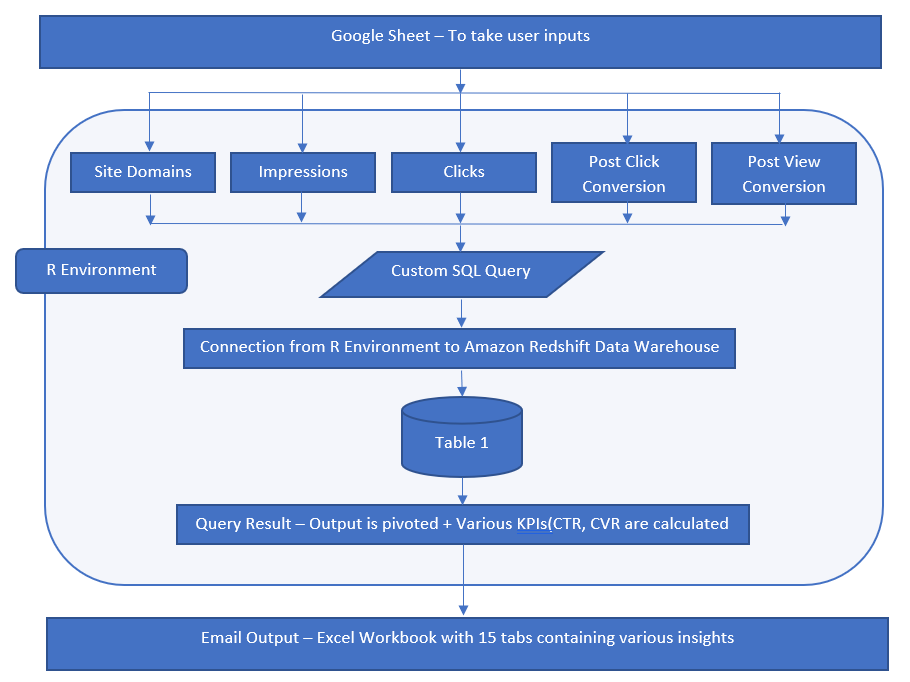 Google Sheet – To take user inputs
Site Domains
Impressions
Clicks
Post Click
Conversion
Post View
Conversion
R Environment
Custom SQL Query
Connection from R Environment to Amazon Redshift Data Warehouse
Table 1
Query Result – Output is pivoted + Various KPIs(CTR, CVR are calculated
Email Output – Excel Workbook with 15 tabs containing various insights